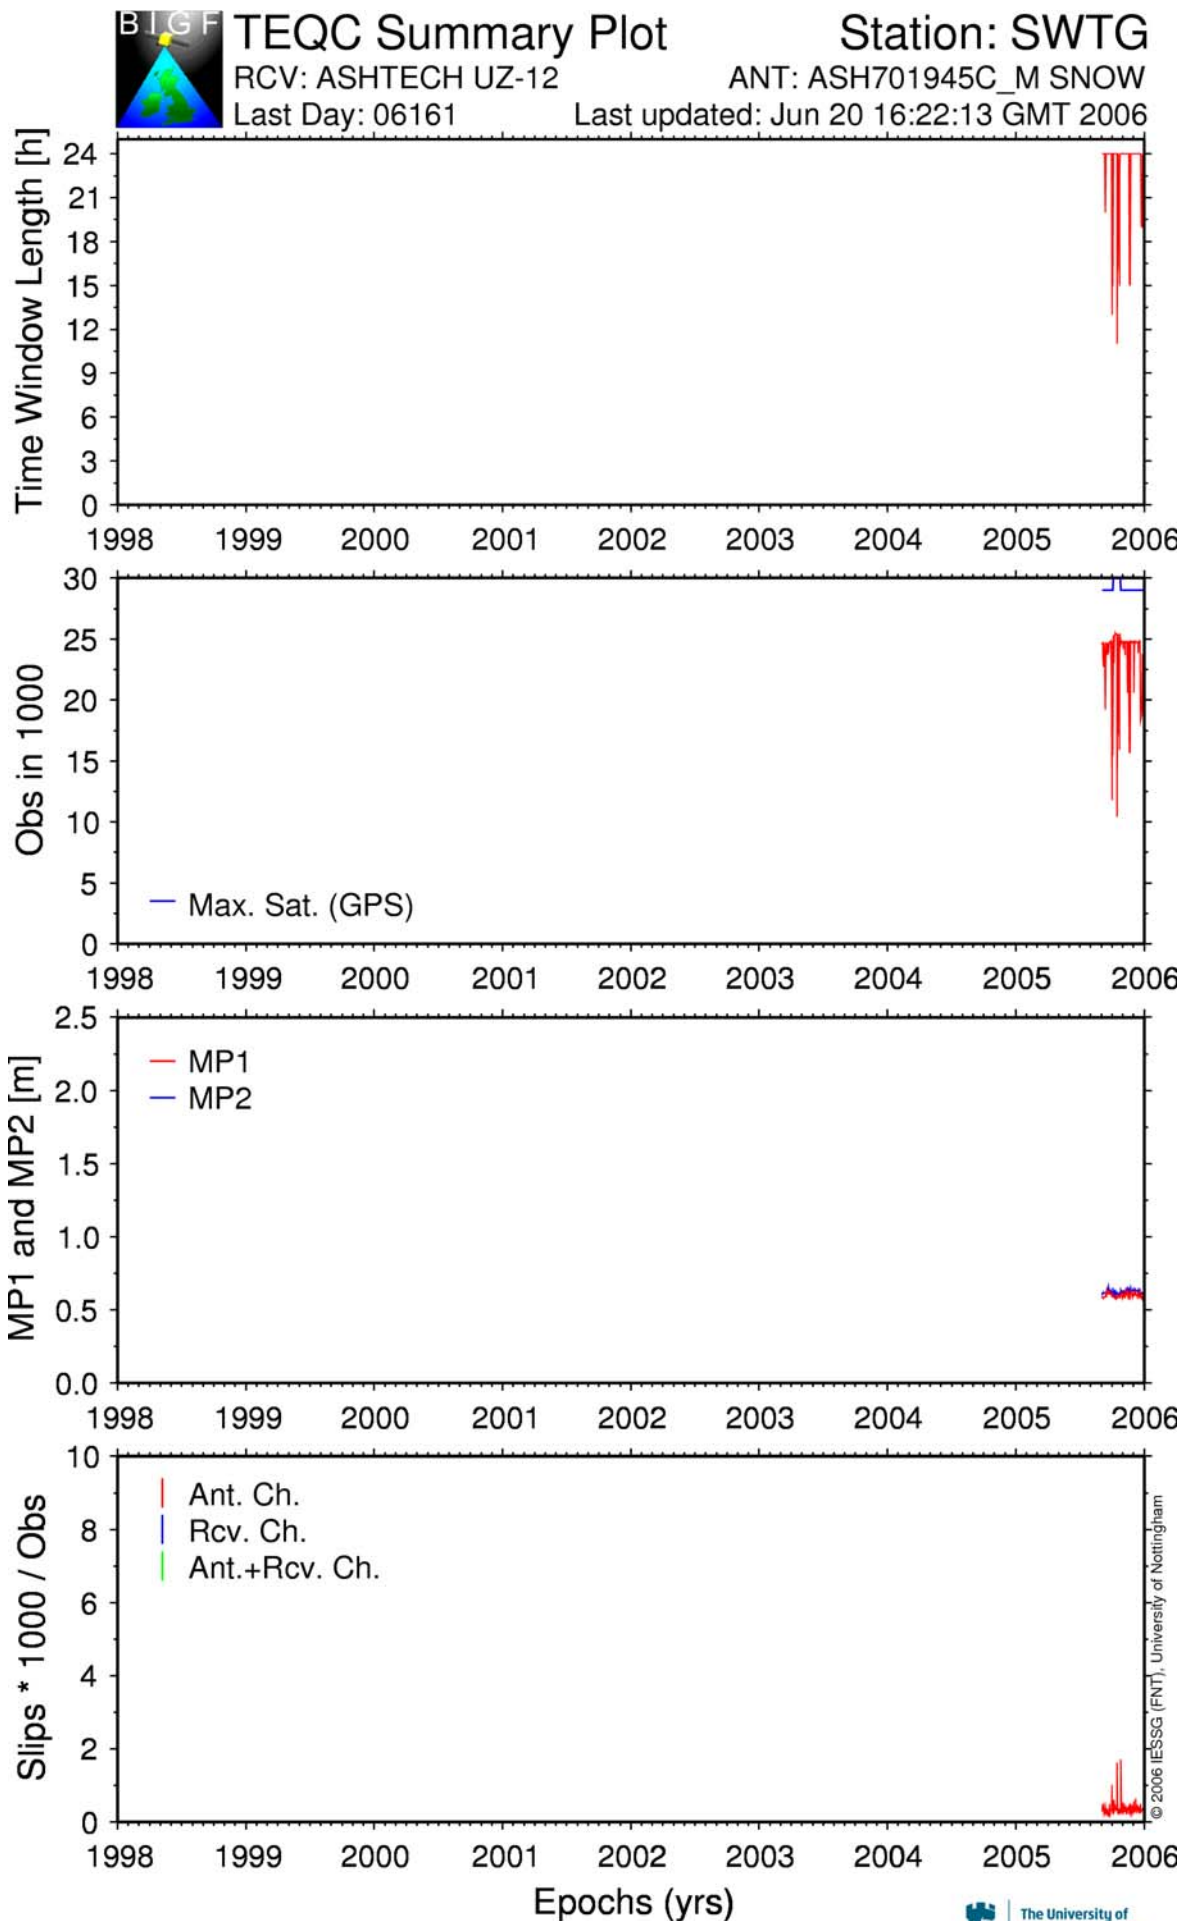 BIGF
TEQC Summary Plot Station: SWTG
RCV: ASHTECH UZ-12 ANT: ASH701945C_M SNOW
Last Day: 06161 Last updated: Jun 20 16:22:13 GMT 2006
Time Window Length [h]
24
21
18
15
12
9
6
3
0
1998 1999 2000 2001 2002 2003 2004 2005 2006
Obs in 1000
30
25
20
15
10
5
0
Max. Sat. (GPS)
1998 1999 2000 2001 2002 2003 2004 2005 2006
MP1 and MP2 [m]
2.5
2.0
1.5
1.0
0.5
0.0
MP1
MP2
1998 1999 2000 2001 2002 2003 2004 2005 2006
Slips * 1000 / Obs
10
8
6
4
2
0
Ant. Ch.
Rcv. Ch.
Ant.+Rcv. Ch.
1998 1999 2000 2001 2002 2003 2004 2005 2006
Epochs (yrs)
© 2006 IESSG (FNT), University of Nottingham
The University of